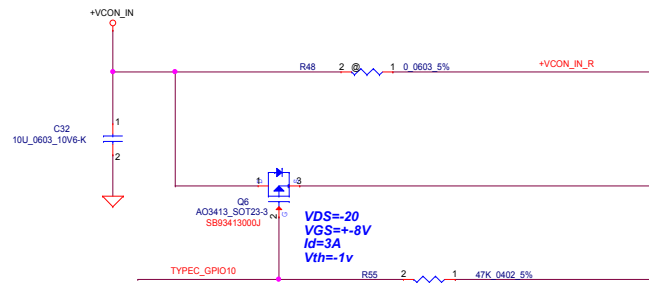 +VCON_IN
R48 2 @ 1 0_0603_5% +VCON_IN_R
1
C32
10U_0603_10V6-K
2
1 D S 3
Q6
AO3413_SOT23-3
SB93413000J
2 G
VDS=-20
VGS=+-8V
Id=3A
Vth=-1v
TYPEC_GPIO10 R55 2 1 47K_0402_5%